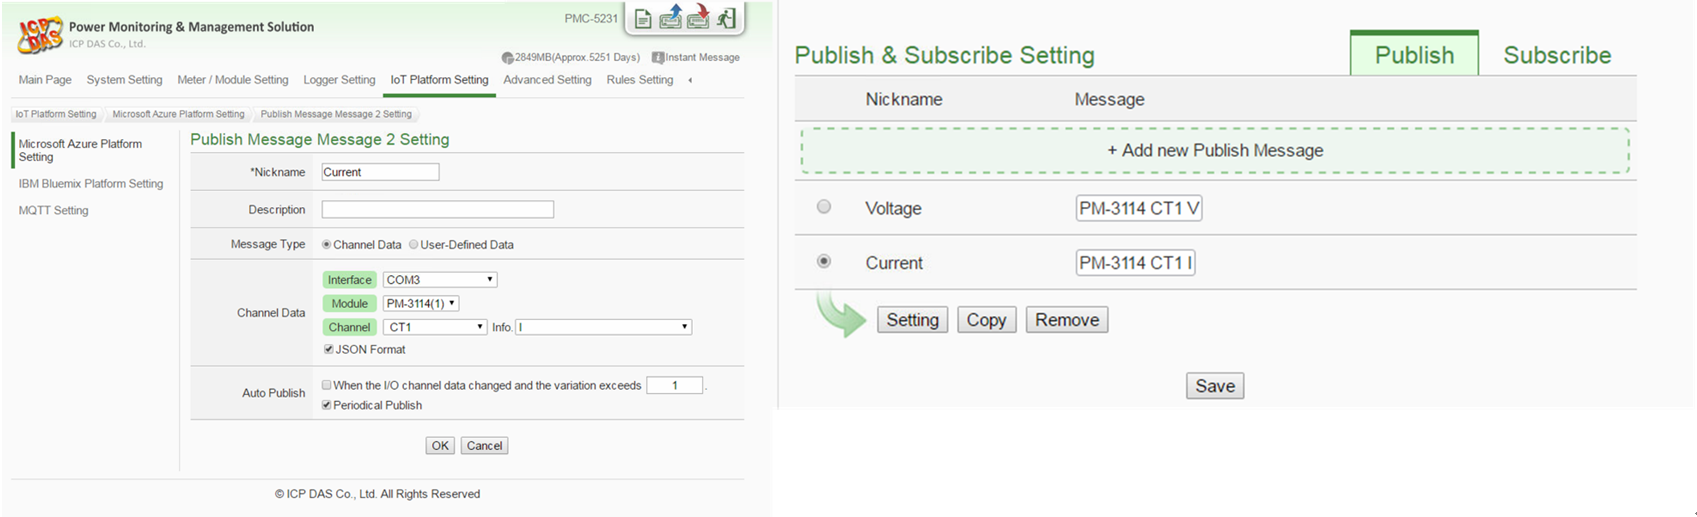 ICP DAS
Power Monitoring & Management Solution
ICP DAS Co., Ltd.
PMC-5231
2849MB(Approx.5251 Days) Instant Message
Main Page System Setting Meter / Module Setting Logger Setting IoT Platform Setting Advanced Setting Rules Setting
IoT Platform Setting Microsoft Azure Platform Setting Publish Message Message 2 Setting
Microsoft Azure Platform
Setting
IBM Bluemix Platform Setting
MQTT Setting
Publish Message Message 2 Setting
*Nickname Current
Description
Message Type Channel Data User-Defined Data
Channel Data
Interface COM3
Module PM-3114(1)
Channel CT1 Info. I
JSON Format
Auto Publish
When the I/O channel data changed and the variation exceeds 1 .
Periodical Publish
OK Cancel
© ICP DAS Co., Ltd. All Rights Reserved
Publish & Subscribe Setting Publish Subscribe
Nickname Message
+ Add new Publish Message
Voltage PM-3114 CT1 V
Current PM-3114 CT1 I
Setting Copy Remove
Save